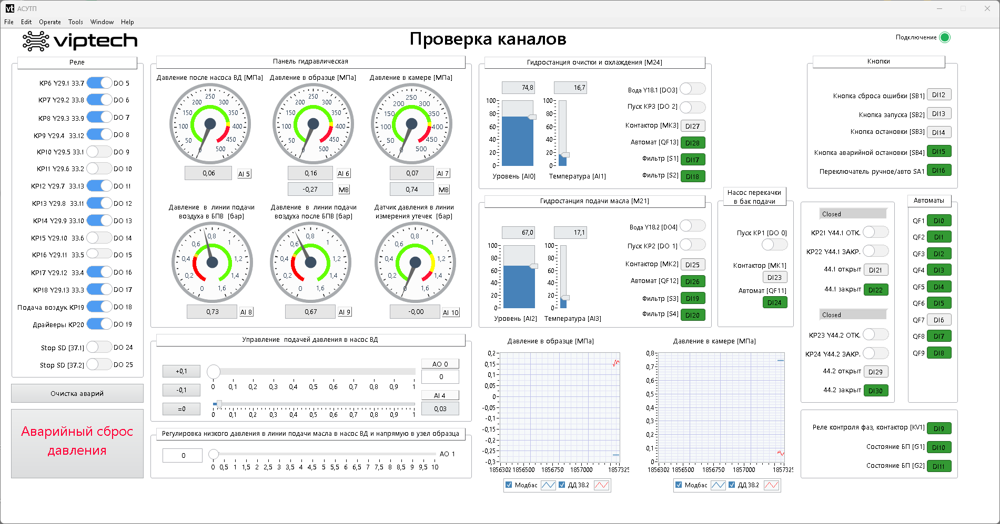 vt АСУТП
File Edit Operate Tools Window Help
viptech
Проверка каналов
Подключение
Реле
КР6 Y29.1 33.7 DO 5
КР7 Y29.2 33.8 DO 6
КР8 Y29.3 33.9 DO 7
КР9 Y29.4 33.12 DO 8
КР10 Y29.5 33.1 DO 9
КР11 Y29.6 33.2 DO 10
КР12 Y29.7 33.13 DO 11
КР13 Y29.8 33.11 DO 12
КР14 Y29.9 33.10 DO 13
КР15 Y29.10 33.6 DO 14
КР16 Y29.11 33.5 DO 15
КР17 Y29.12 33.4 DO 16
КР18 Y29.13 33.3 DO 17
Подача воздук КР19 DO 18
Драйверы КР20 DO 19
Stop SD [37.1] DO 24
Stop SD [37.2] DO 25
Очистка аварий
Аварийный сброс
давления
Панель гидравлическая
Давление после насоса ВД [МПа]
0 50 100 150 200 250 300 350 400 450 500
0,06 AI 5
Давление в образце [МПа]
0 50 100 150 200 250 300 350 400 450 500
0,16 AI 6
-0,27 MB
Давление в камере [МПа]
0 50 100 150 200 250 300 350 400 450 500
0,07 AI 7
0,74 MB
Давление в линии подачи
воздуха в БПВ [бар]
0 0,2 0,4 0,6 0,8 1 1,2 1,4 1,6
0,73 AI 8
Давление в линии подачи
воздуха после БПВ [бар]
0 0,2 0,4 0,6 0,8 1 1,2 1,4 1,6
0,67 AI 9
Датчик давления в линии
измерения утечек [бар]
0 0,2 0,4 0,6 0,8 1 1,2 1,4 1,6
-0,00 AI 10
Управление подачей давления в насос ВД
+0,1
-0,1
=0
0 0,1 0,2 0,3 0,4 0,5 0,6 0,7 0,8 0,9 1
AO 0
0
0 0,1 0,2 0,3 0,4 0,5 0,6 0,7 0,8 0,9 1
AI 4
0,03
Регулировка низкого давления в линии подачи масла в насос ВД и напрямую в узел образца
0
0 0,5 1 1,5 2 2,5 3 3,5 4 4,5 5 5,5 6 6,5 7 7,5 8 8,5 9 9,5 10
AO 1
Гидростанция очистки и охлаждения [M24]
74,8
100 80 60 40 20 0
Уровень [AI0]
16,7
100 80 60 40 20 0
Температура [AI1]
Вода Y18.1 [DO3]
Пуск КР3 [DO 2]
Контактор [MK3] DI27
Автомат [QF13] DI28
Фильтр [S1] DI17
Фильтр [S2] DI18
Гидростанция подачи масла [M21]
67,0
100 80 60 40 20 0
Уровень [AI2]
17,1
100 80 60 40 20 0
Температура [AI3]
Вода Y18.2 [DO4]
Пуск КР2 [DO 1]
Контактор [MK2] DI25
Автомат [QF12] DI26
Фильтр [S3] DI19
Фильтр [S4] DI20
Насос перекачки
в бак подачи
Пуск КР1 [DO 0]
Контактор [MK1]
DI23
Автомат [QF11]
DI24
Давление в образце [МПа]
0,2
0,15
0,1
0,05
0
-0,05
-0,1
-0,15
-0,2
-0,25
-0,3
1856302 1856500 1856750 1857000 1857325
Модбас ДД 38.2
Давление в камере [МПа]
0,8
0,7
0,6
0,5
0,4
0,3
0,2
0,1
0
1856302 1856500 1856750 1857000 1857325
Модбас ДД 38.2
Кнопки
Кнопка сброса ошибки [SB1] DI12
Кнопка запуска [SB2] DI13
Кнопка остановки [SB3] DI14
Кнопка аварийной остановки [SB4] DI15
Переключатель ручное/авто SA1 DI16
Closed
КР21 Y44.1 ОТК.
КР22 Y44.1 ЗАКР.
44.1 открыт DI21
44.1 закрыт DI22
Closed
КР23 Y44.2 ОТК.
КР24 Y44.2 ЗАКР.
44.2 открыт DI29
44.2 закрыт DI30
Автоматы
QF1 DI0
QF2 DI1
QF3 DI2
QF4 DI3
QF5 DI4
QF6 DI5
QF7 DI6
QF8 DI7
QF9 DI8
Реле контроля фаз, контактор [KV1] DI9
Состояние БП [G1] DI10
Состояние БП [G2] DI11